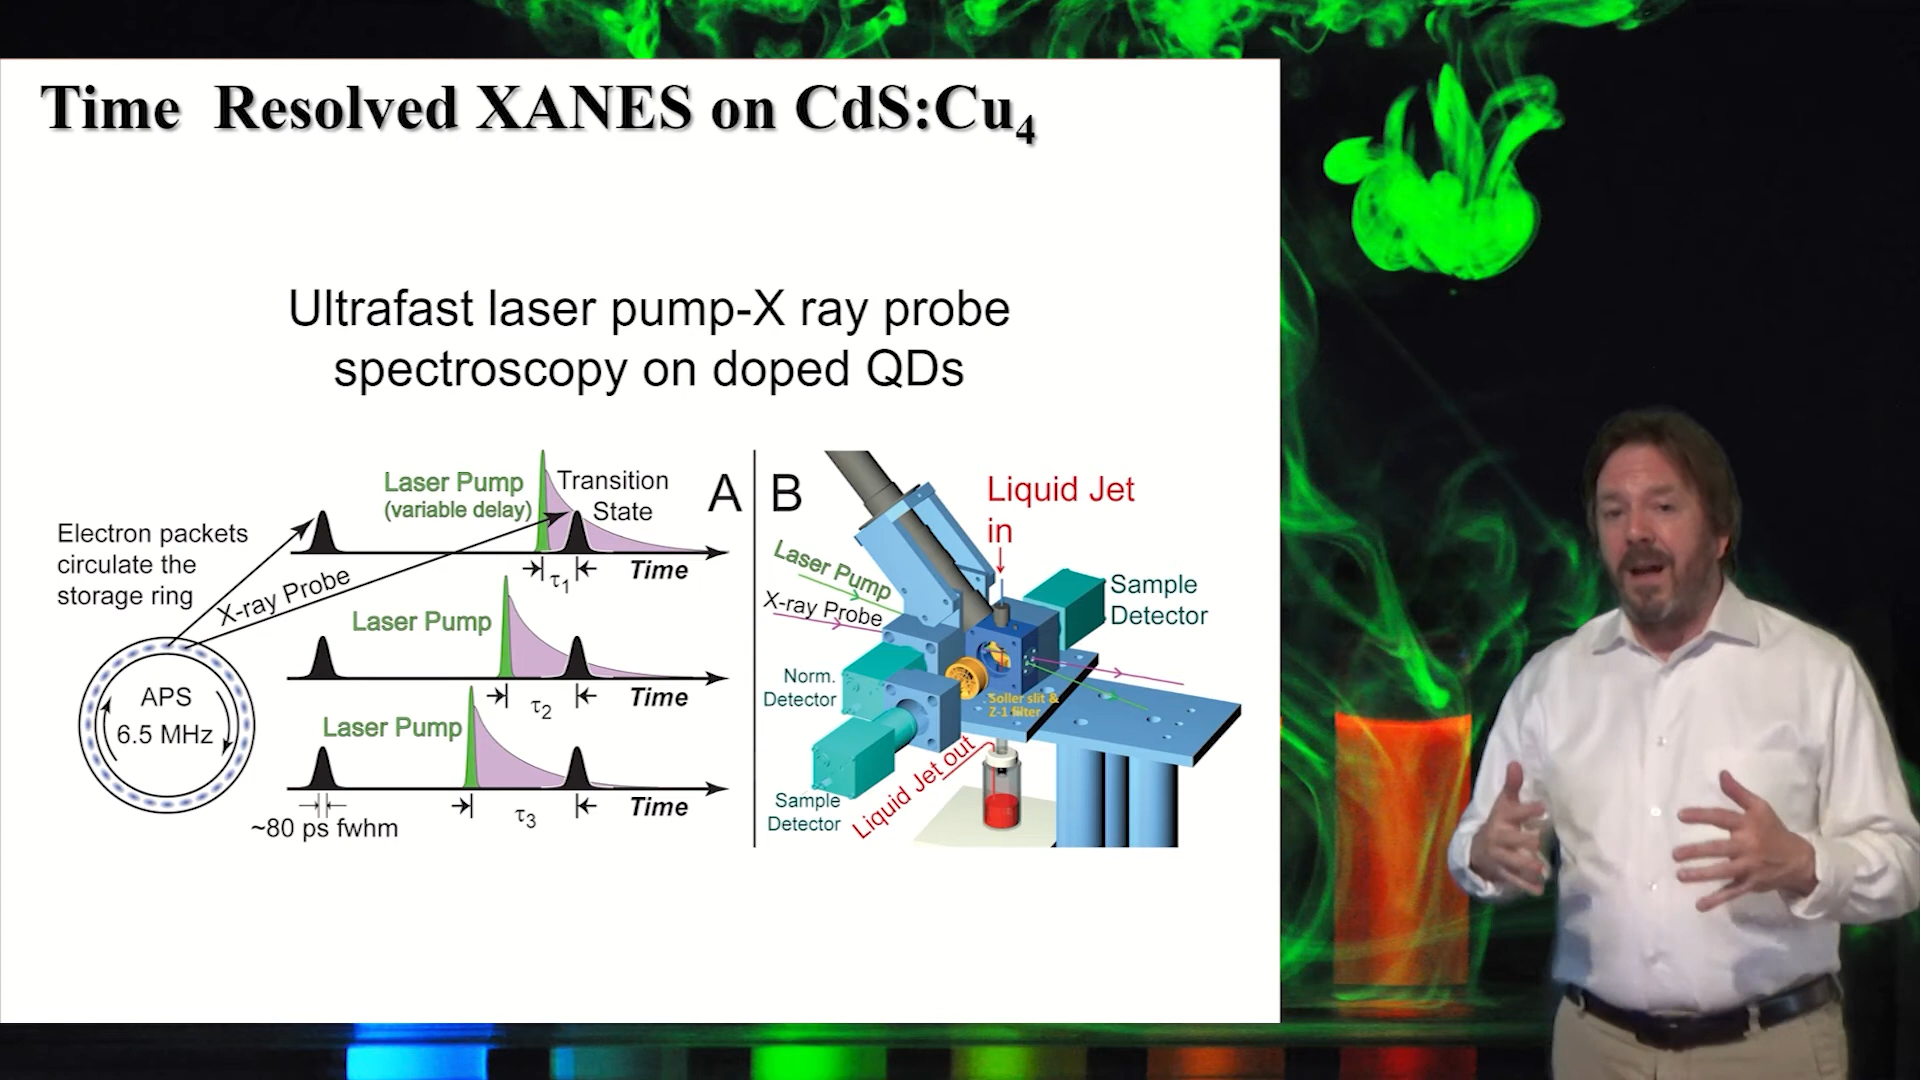 Time Resolved XANES on CdS:Cu₄
Ultrafast laser pump-X ray probe
spectroscopy on doped QDs
Electron packets
circulate the
storage ring
X-ray Probe
APS
6.5 MHz
Laser Pump
(variable delay)
Transition
State
A
τ₁
Time
Laser Pump
τ₂
Time
Laser Pump
τ₃
Time
~80 ps fwhm
B
Liquid Jet
in
Laser Pump
X-ray Probe
Sample
Detector
Norm.
Detector
Soller slit &
Z-1 filter
Liquid Jet out
Sample
Detector